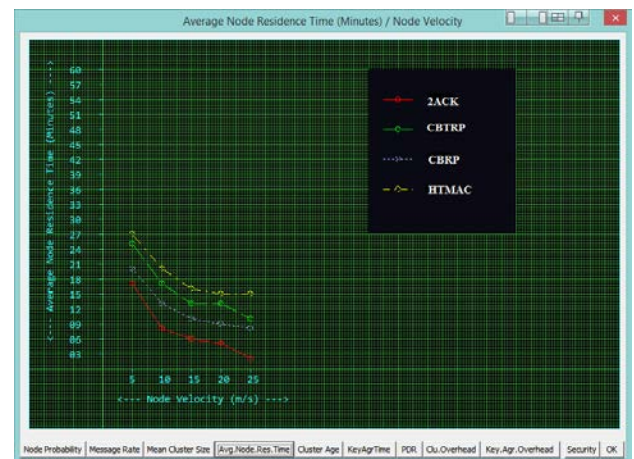 Average Node Residence Time (Minutes) / Node Velocity
<--- Average Node Residence Time (Minutes) --->
60
57
54
51
48
45
42
39
36
33
30
27
24
21
18
15
12
09
06
03
2ACK
CBTRP
CBRP
HTMAC
5 10 15 20 25
<--- Node Velocity (m/s) --->
Node Probability Message Rate Mean Cluster Size Avg.Node.Res.Time Cluster Age KeyAgrTime PDR Clu.Overhead Key.Agr.Overhead Security OK